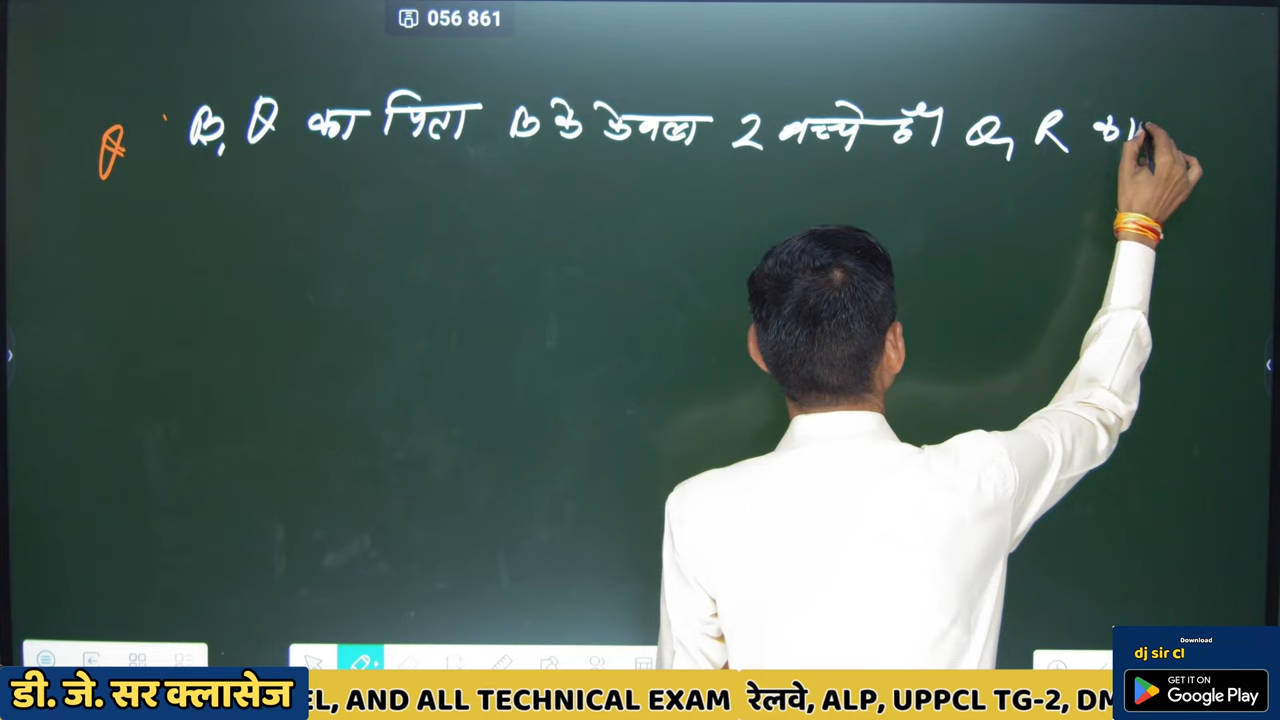 056 861
Q B, Q का पिता B के केवल 2 बच्चे हैं। Q, R का
Download
dj sir Cl
GET IT ON
Google Play
डी. जे. सर क्लासेज EL, AND ALL TECHNICAL EXAM रेलवे, ALP, UPPCL TG-2, DM